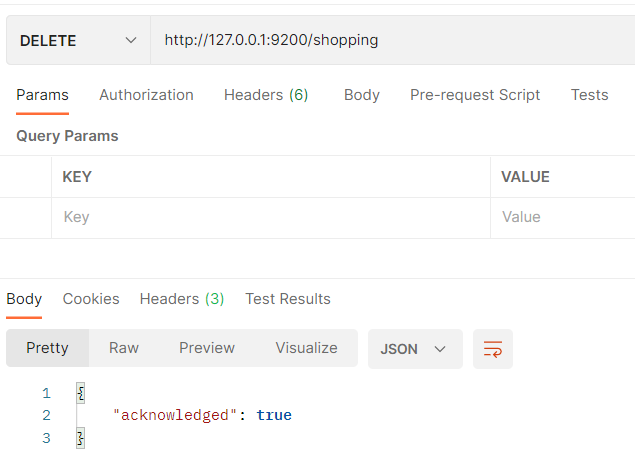 DELETE http://127.0.0.1:9200/shopping
Params Authorization Headers (6) Body Pre-request Script Tests
Query Params
KEY VALUE
Key Value
Body Cookies Headers (3) Test Results
Pretty Raw Preview Visualize JSON
1 {
2 "acknowledged": true
3 }